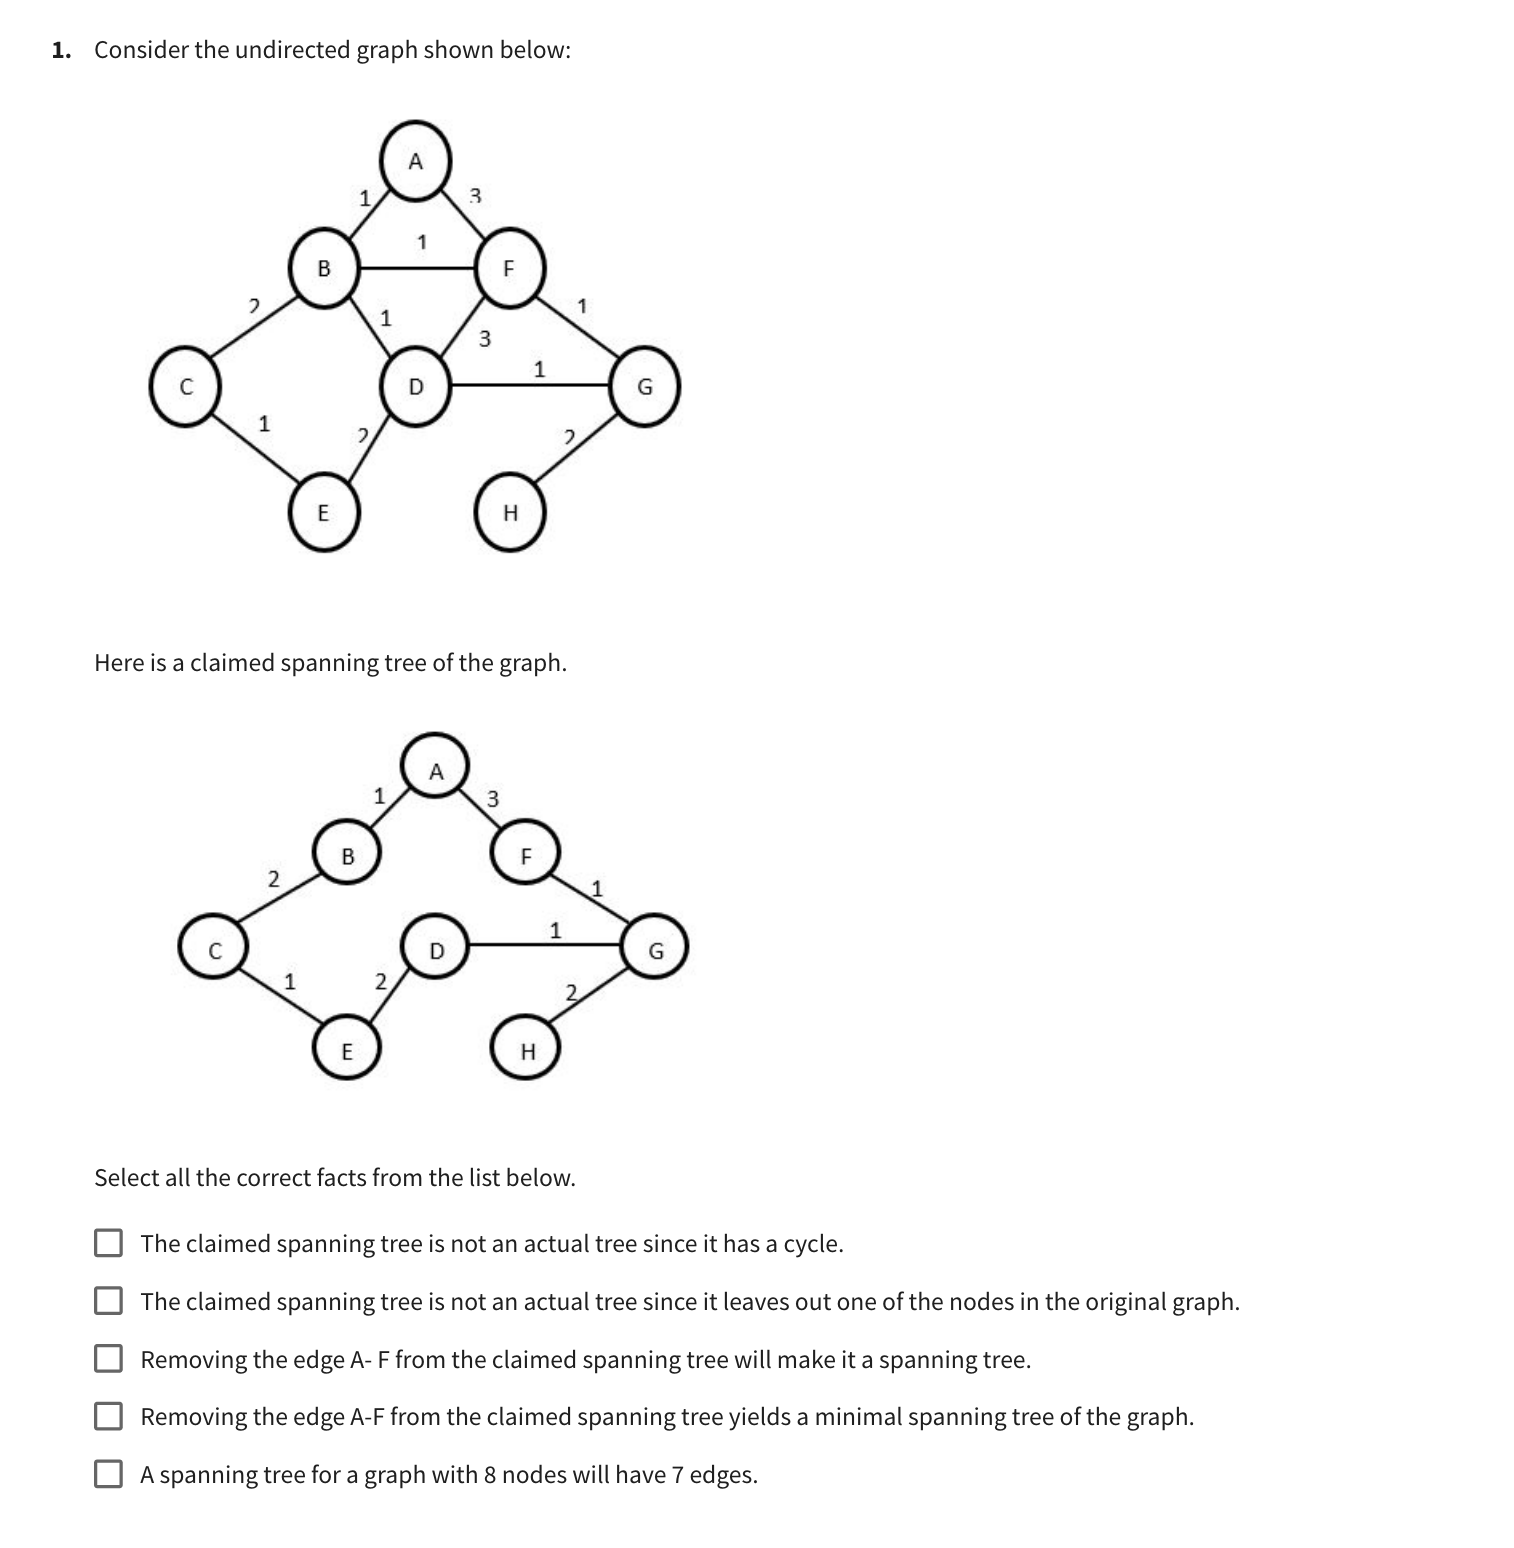 1. Consider the undirected graph shown below:
A
1 3
1
B F
2 1 1
3
1
C D G
1 2 2
E H
Here is a claimed spanning tree of the graph.
A
1 3
B F
2 1
1
C D G
1 2 2
E H
Select all the correct facts from the list below.
The claimed spanning tree is not an actual tree since it has a cycle.
The claimed spanning tree is not an actual tree since it leaves out one of the nodes in the original graph.
Removing the edge A- F from the claimed spanning tree will make it a spanning tree.
Removing the edge A-F from the claimed spanning tree yields a minimal spanning tree of the graph.
A spanning tree for a graph with 8 nodes will have 7 edges.